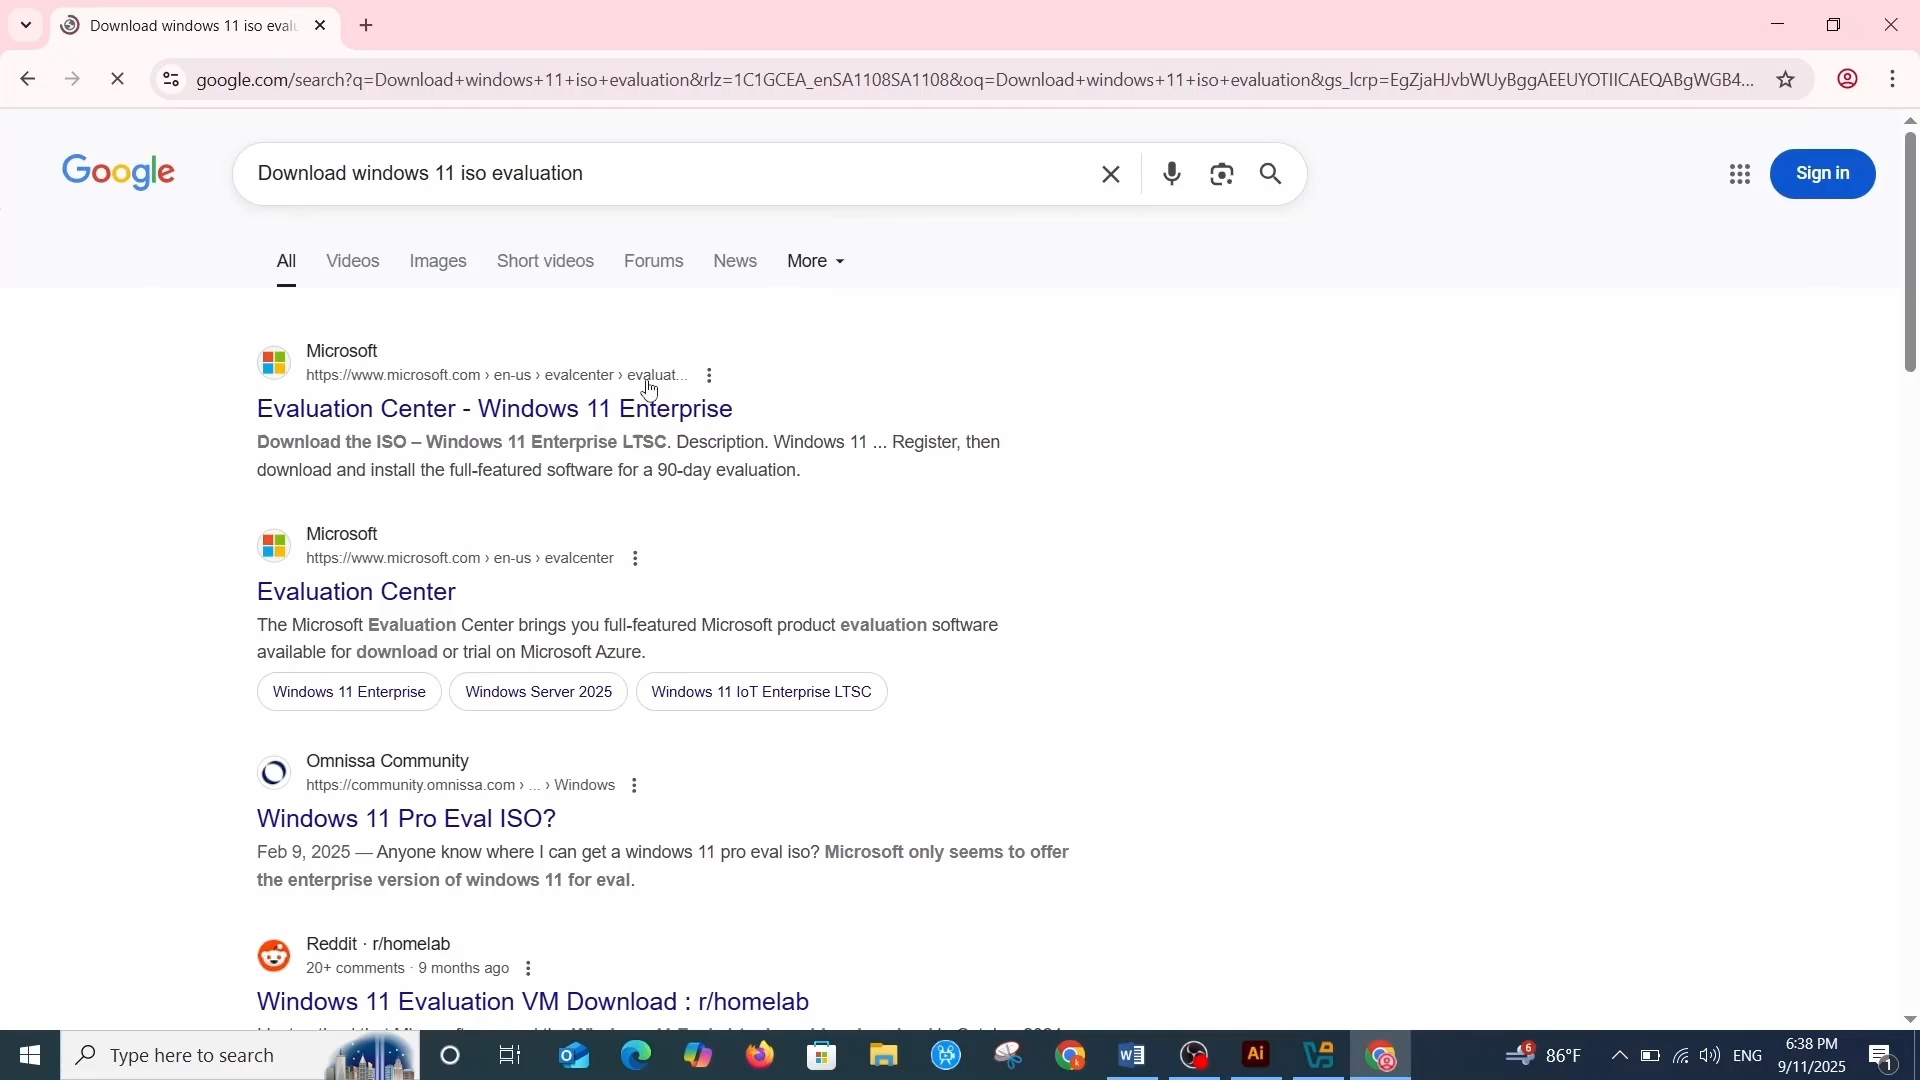 Download windows 11 iso evalu
google.com/search?q=Download+windows+11+iso+evaluation&rlz=1C1GCEA_enSA1108SA1108&oq=Download+windows+11+iso+evaluation&gs_lcrp=EgZjaHJvbWUyBggAEEUYOTIICAEQABgWGB4...
Google
Download windows 11 iso evaluation
Sign in
All Videos Images Short videos Forums News More
Microsoft
https://www.microsoft.com › en-us › evalcenter › evaluat...
Evaluation Center - Windows 11 Enterprise
Download the ISO – Windows 11 Enterprise LTSC. Description. Windows 11 ... Register, then
download and install the full-featured software for a 90-day evaluation.
Microsoft
https://www.microsoft.com › en-us › evalcenter
Evaluation Center
The Microsoft Evaluation Center brings you full-featured Microsoft product evaluation software
available for download or trial on Microsoft Azure.
Windows 11 Enterprise Windows Server 2025 Windows 11 IoT Enterprise LTSC
Omnissa Community
https://community.omnissa.com › ... › Windows
Windows 11 Pro Eval ISO?
Feb 9, 2025 — Anyone know where I can get a windows 11 pro eval iso? Microsoft only seems to offer
the enterprise version of windows 11 for eval.
Reddit · r/homelab
20+ comments · 9 months ago
Windows 11 Evaluation VM Download : r/homelab
Type here to search
6 86°F ENG 6:38 PM
9/11/2025 1